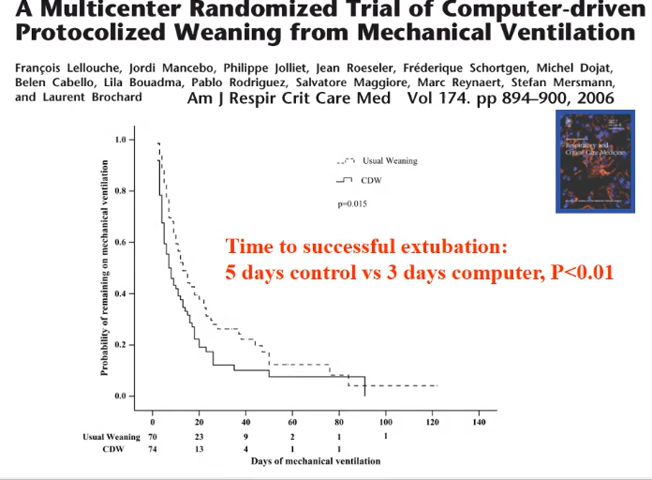 A Multicenter Randomized Trial of Computer-driven
Protocolized Weaning from Mechanical Ventilation
François Lellouche, Jordi Mancebo, Philippe Jolliet, Jean Roeseler, Fréderique Schortgen, Michel Dojat,
Belen Cabello, Lila Bouadma, Pablo Rodriguez, Salvatore Maggiore, Marc Reynaert, Stefan Mersmann,
and Laurent Brochard
Am J Respir Crit Care Med Vol 174. pp 894–900, 2006
Probability of remaining on mechanical ventilation
1.0
0.8
0.6
0.4
0.2
0.0
Usual Weaning
CDW
p=0.015
Time to successful extubation:
5 days control vs 3 days computer, P<0.01
0 20 40 60 80 100 120 140
Usual Weaning 70 23 9 2 1 1
CDW 74 13 4 1 1
Days of mechanical ventilation